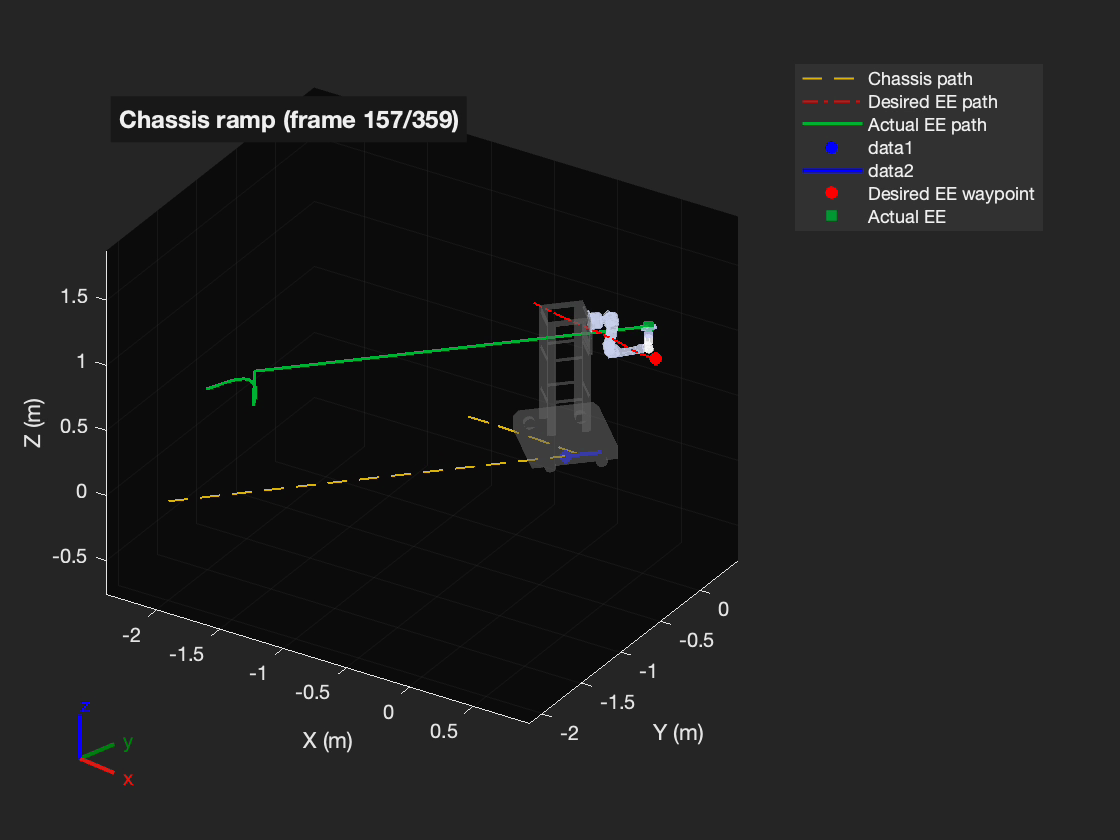 Chassis ramp (frame 157/359)
Chassis path
Desired EE path
Actual EE path
data1
data2
Desired EE waypoint
Actual EE
1.5
1
0.5
0
-0.5
Z (m)
-2
-1.5
-1
-0.5
0
0.5
X (m)
0
-0.5
-1
-1.5
-2
Y (m)
z
y
x